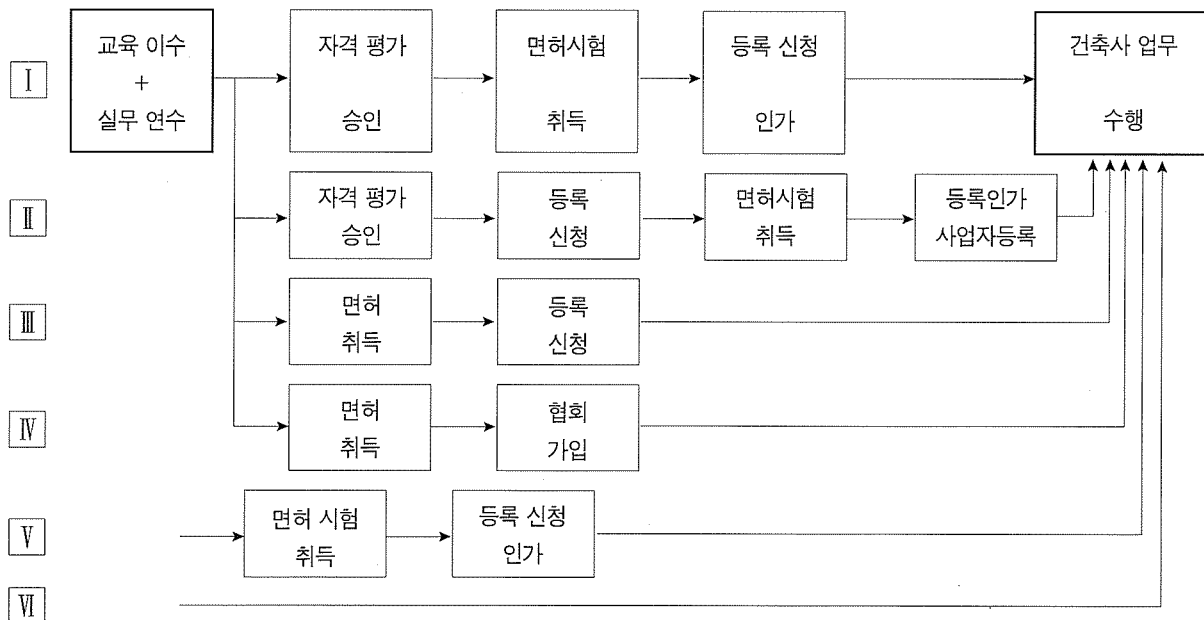 Ⅰ
교육 이수
+
실무 연수
자격 평가
승인
면허시험
취득
등록 신청
인가
건축사 업무
수행
Ⅱ
자격 평가
승인
등록
신청
면허시험
취득
등록인가
사업자등록
Ⅲ
면허
취득
등록
신청
Ⅳ
면허
취득
협회
가입
Ⅴ
면허 시험
취득
등록 신청
인가
Ⅵ